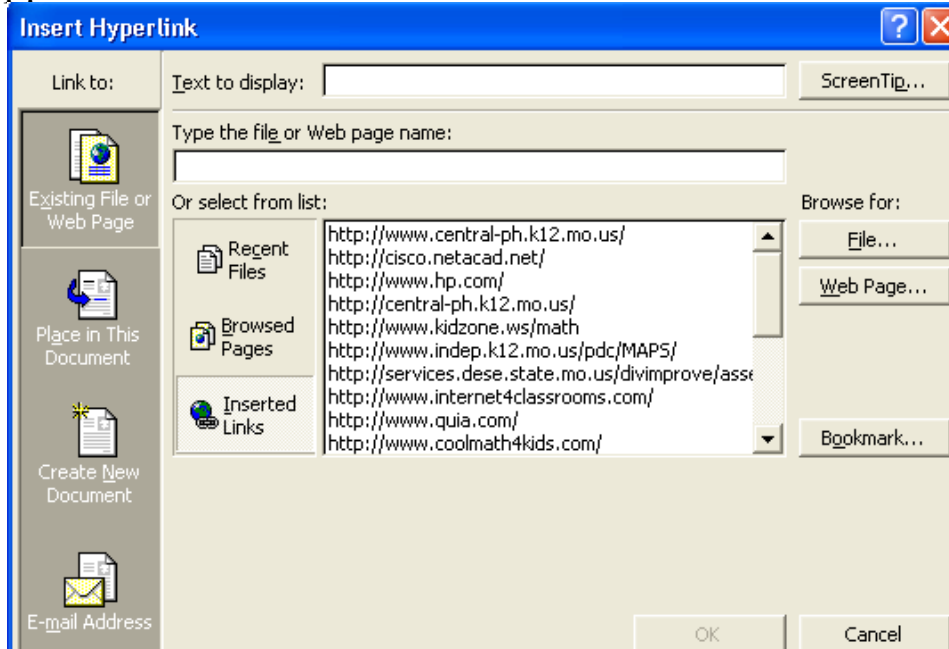 Insert Hyperlink
Link to:
Text to display:
ScreenTip...
Existing File or
Web Page
Type the file or Web page name:
Or select from list:
Browse for:
Recent
Files
Browsed
Pages
Inserted
Links
http://www.central-ph.k12.mo.us/
http://cisco.netacad.net/
http://www.hp.com/
http://central-ph.k12.mo.us/
http://www.kidzone.ws/math
http://www.indep.k12.mo.us/pdc/MAPS/
http://services.dese.state.mo.us/divimprove/asse
http://www.internet4classrooms.com/
http://www.quia.com/
http://www.coolmath4kids.com/
File...
Web Page...
Bookmark...
Place in This
Document
Create New
Document
E-mail Address
OK
Cancel